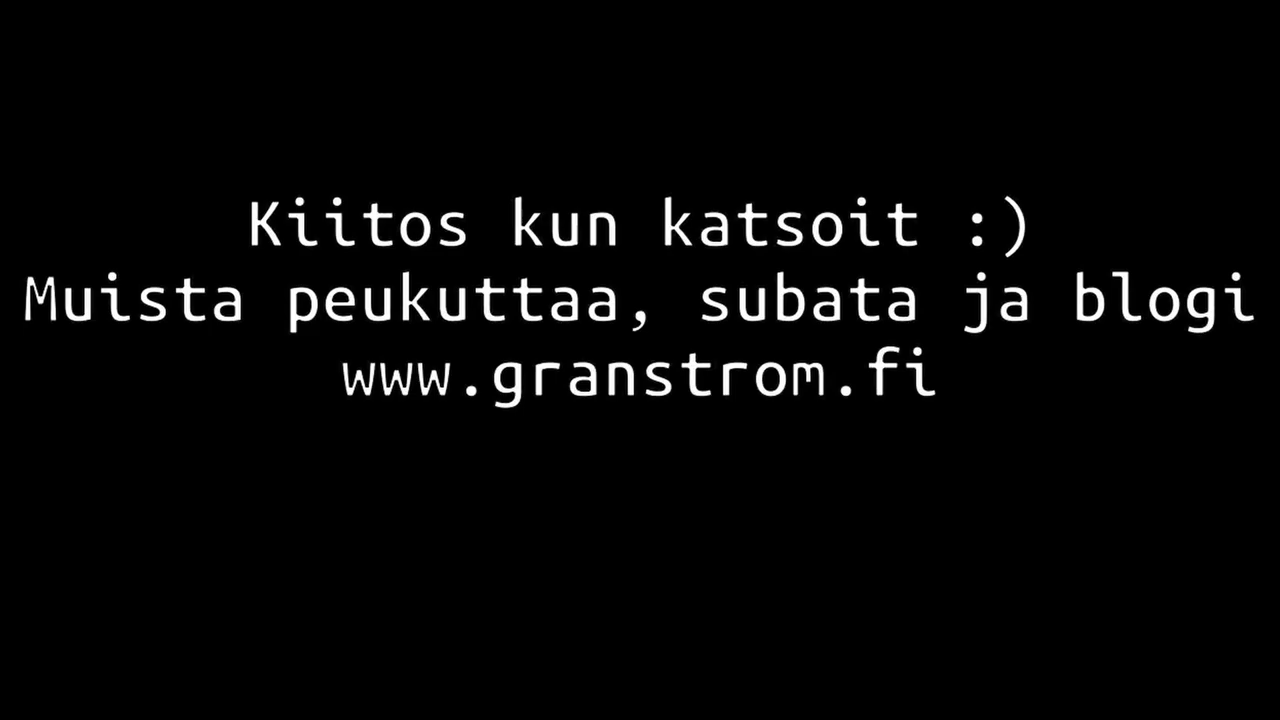 Kiitos kun katsoit :)
Muista peukuttaa, subata ja blogi
www.granstrom.fi